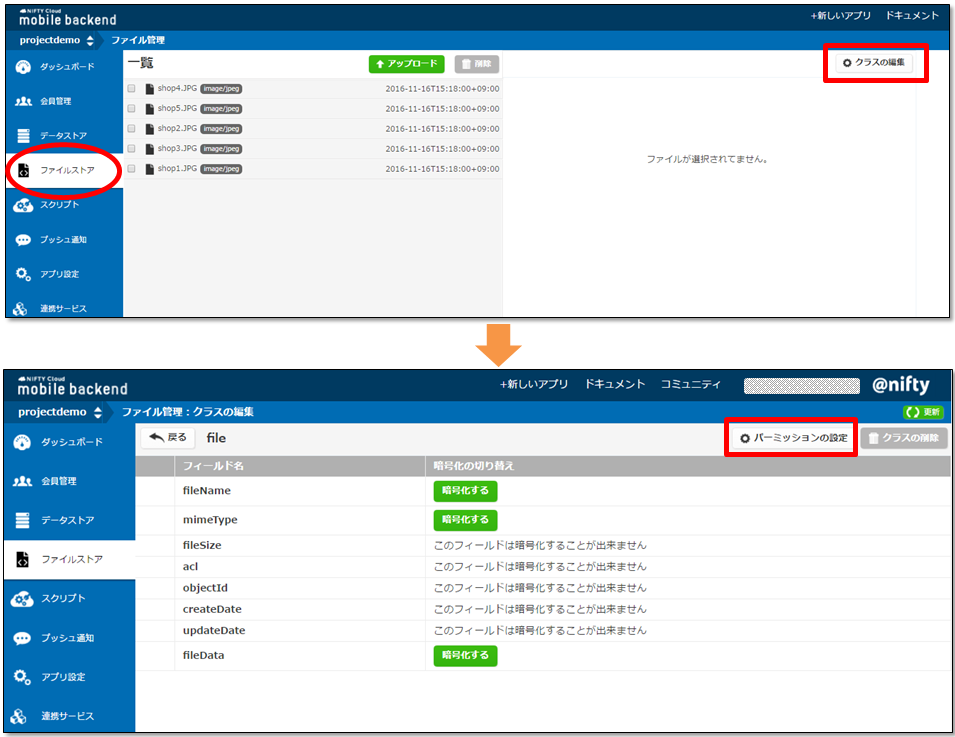 NIFTY Cloud
mobile backend
+新しいアプリ ドキュメント
projectdemo ファイル管理
ダッシュボード
会員管理
データストア
ファイルストア
スクリプト
プッシュ通知
アプリ設定
連携サービス
一覧 アップロード 削除
shop4.JPG image/jpeg 2016-11-16T15:18:00+09:00
shop5.JPG image/jpeg 2016-11-16T15:18:00+09:00
shop2.JPG image/jpeg 2016-11-16T15:18:00+09:00
shop3.JPG image/jpeg 2016-11-16T15:18:00+09:00
shop1.JPG image/jpeg 2016-11-16T15:18:00+09:00
クラスの編集
ファイルが選択されてません。
NIFTY Cloud
mobile backend
+新しいアプリ ドキュメント コミュニティ @nifty
projectdemo ファイル管理：クラスの編集 更新
ダッシュボード
会員管理
データストア
ファイルストア
スクリプト
プッシュ通知
アプリ設定
連携サービス
戻る file パーミッションの設定 クラスの削除
フィールド名 暗号化の切り替え
fileName 暗号化する
mimeType 暗号化する
fileSize このフィールドは暗号化することが出来ません
acl このフィールドは暗号化することが出来ません
objectId このフィールドは暗号化することが出来ません
createDate このフィールドは暗号化することが出来ません
updateDate このフィールドは暗号化することが出来ません
fileData 暗号化する